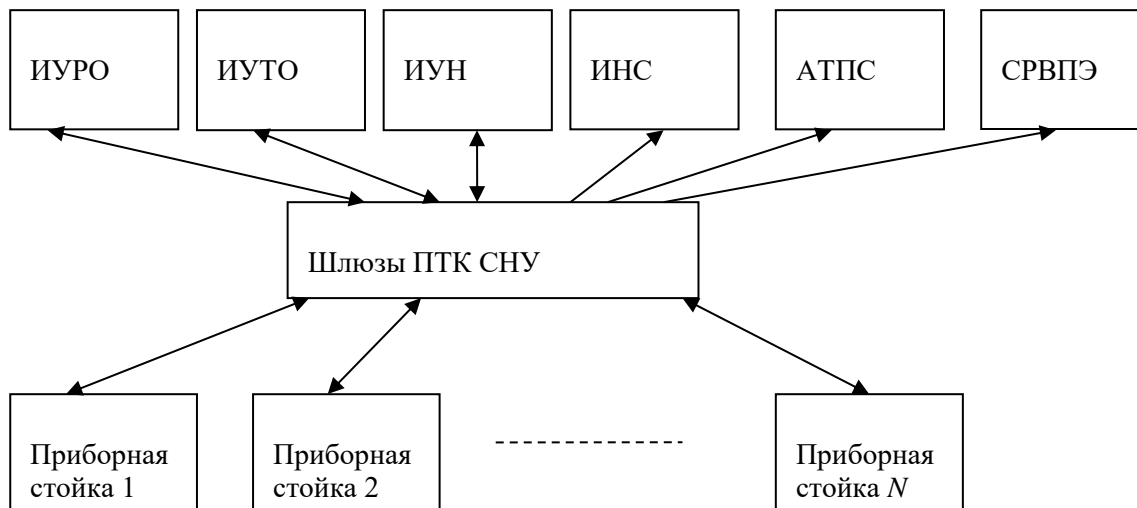 ИУРО
ИУТО
ИУН
ИНС
АТПС
СРВПЭ
Шлюзы ПТК СНУ
Приборная
стойка 1
Приборная
стойка 2
Приборная
стойка N